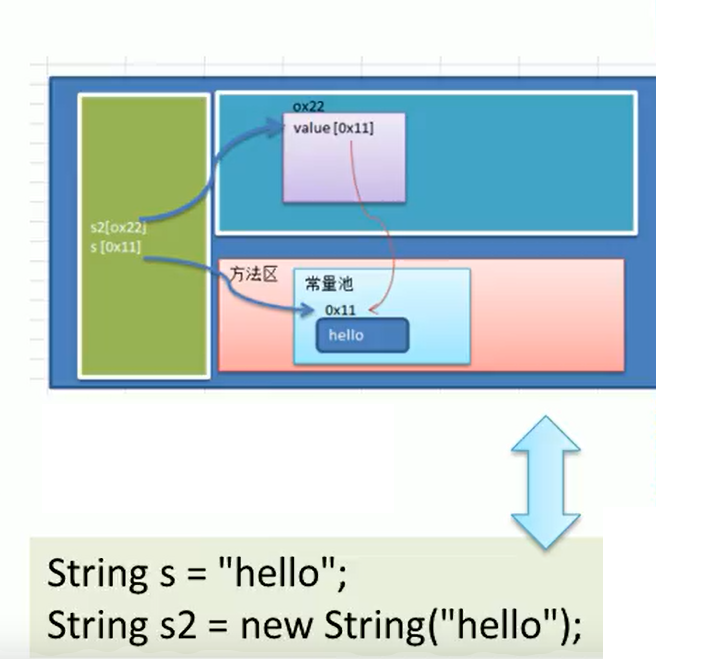 ox22
value [0x11]
s2[ox22]
s [0x11]
方法区
常量池
0x11
hello
String s = "hello";
String s2 = new String("hello");